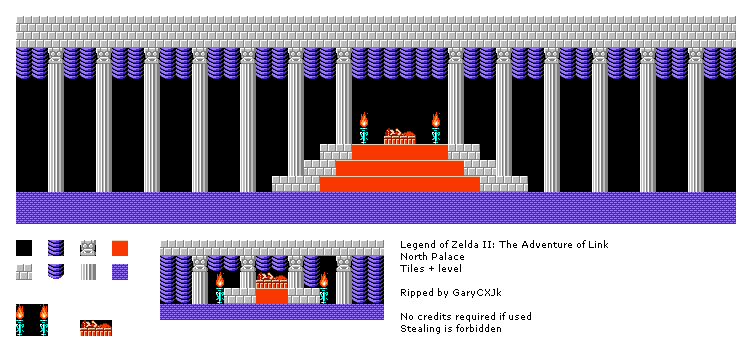 Legend of Zelda II: The Adventure of Link
North Palace
Tiles + level
Ripped by GaryCXJk
No credits required if used
Stealing is forbidden